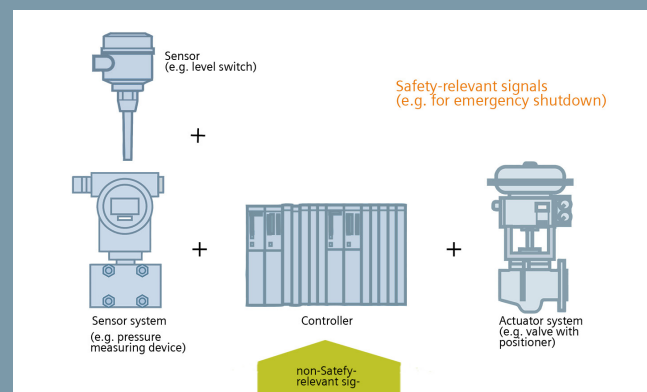 Sensor
(e.g. level switch)
Safety-relevant signals
(e.g. for emergency shutdown)
+
+
+
Sensor system
(e.g. pressure
measuring device)
Controller
Actuator system
(e.g. valve with
positioner)
non-Satefy-
relevant sig-